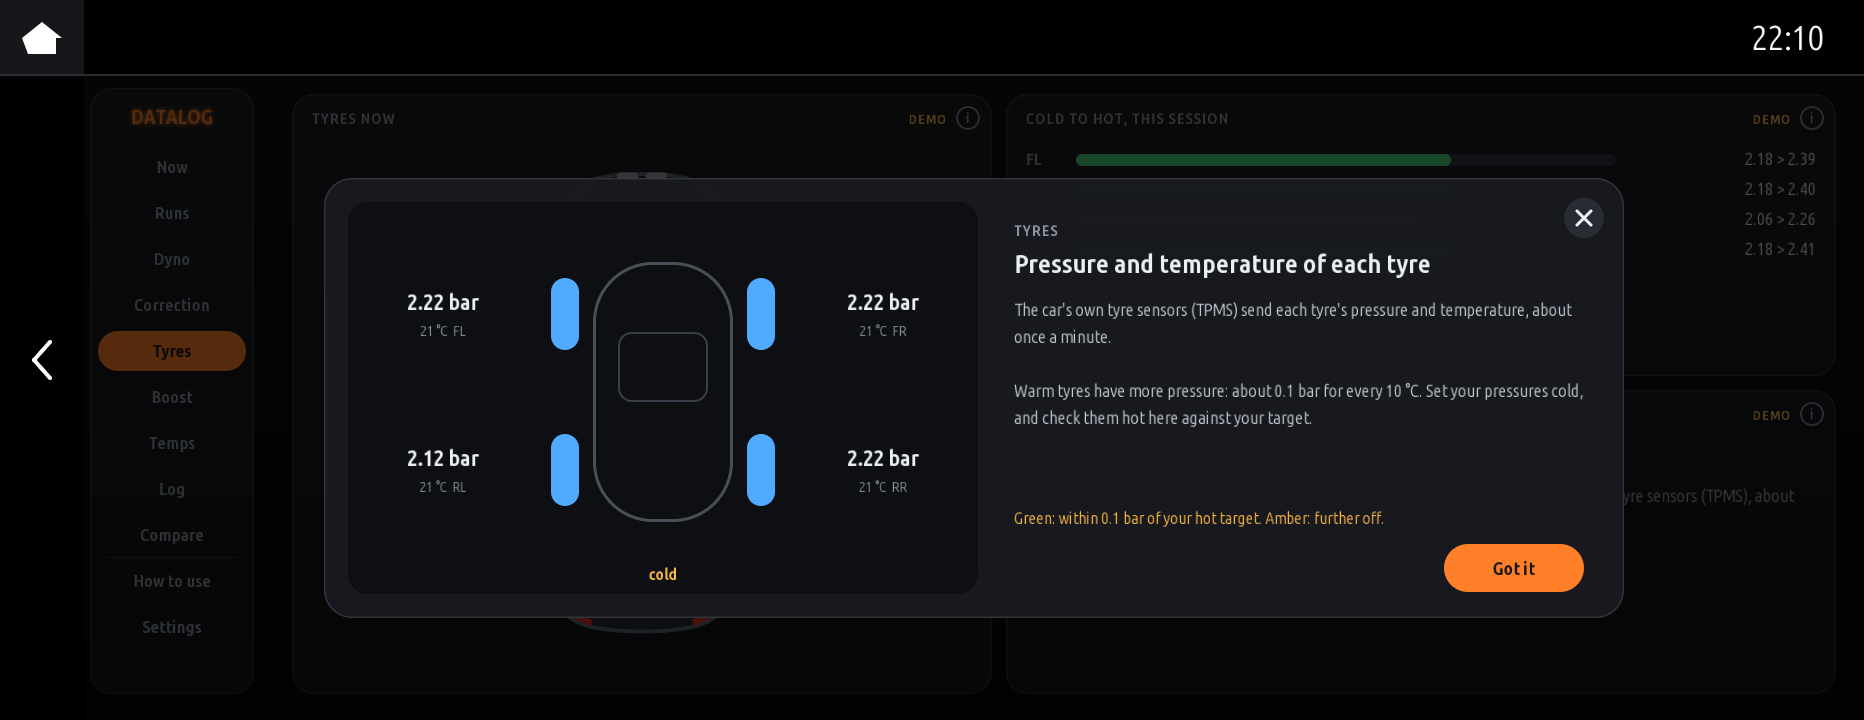 22:10
DATALOG
Now
Runs
Dyno
Correction
Tyres
Boost
Temps
Log
Compare
How to use
Settings
TYRES NOW
DEMO
i
COLD TO HOT, THIS SESSION
DEMO
i
FL
2.18 > 2.39
2.18 > 2.40
2.06 > 2.26
2.18 > 2.41
DEMO
i
yre sensors (TPMS), about
2.22 bar
21 °C FL
2.22 bar
21 °C FR
2.12 bar
21 °C RL
2.22 bar
21 °C RR
cold
TYRES
Pressure and temperature of each tyre
The car's own tyre sensors (TPMS) send each tyre's pressure and temperature, about
once a minute.
Warm tyres have more pressure: about 0.1 bar for every 10 °C. Set your pressures cold,
and check them hot here against your target.
Green: within 0.1 bar of your hot target. Amber: further off.
Got it